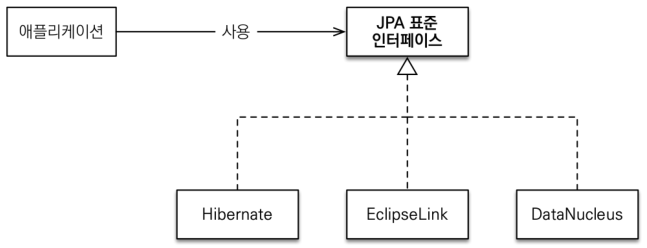 애플리케이션
사용
JPA 표준
인터페이스
Hibernate
EclipseLink
DataNucleus